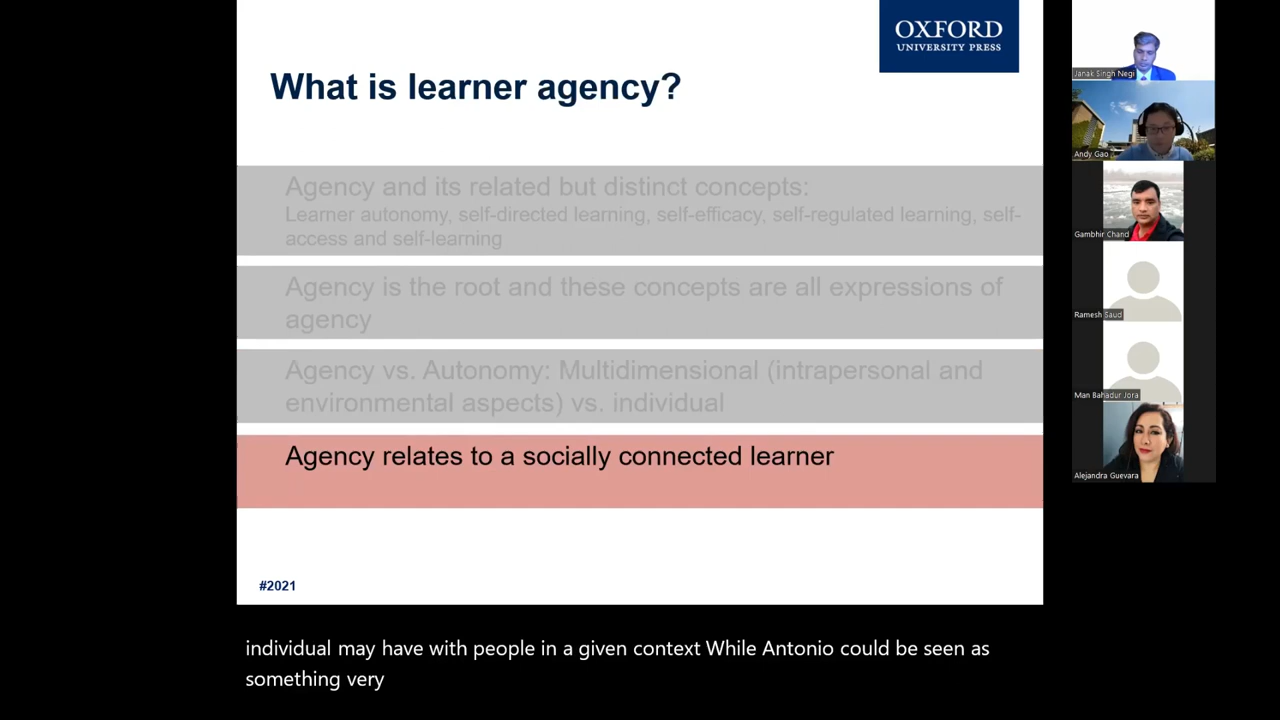 OXFORD
UNIVERSITY PRESS
What is learner agency?
Agency and its related but distinct concepts:
Learner autonomy, self-directed learning, self-efficacy, self-regulated learning, self-
access and self-learning
Agency is the root and these concepts are all expressions of
agency
Agency vs. Autonomy: Multidimensional (intrapersonal and
environmental aspects) vs. individual
Agency relates to a socially connected learner
#2021
individual may have with people in a given context While Antonio could be seen as
something very
Janak Singh Negi
Andy Gao
Gambhir Chand
Ramesh Saud
Man Bahadur Jora
Alejandra Guevara